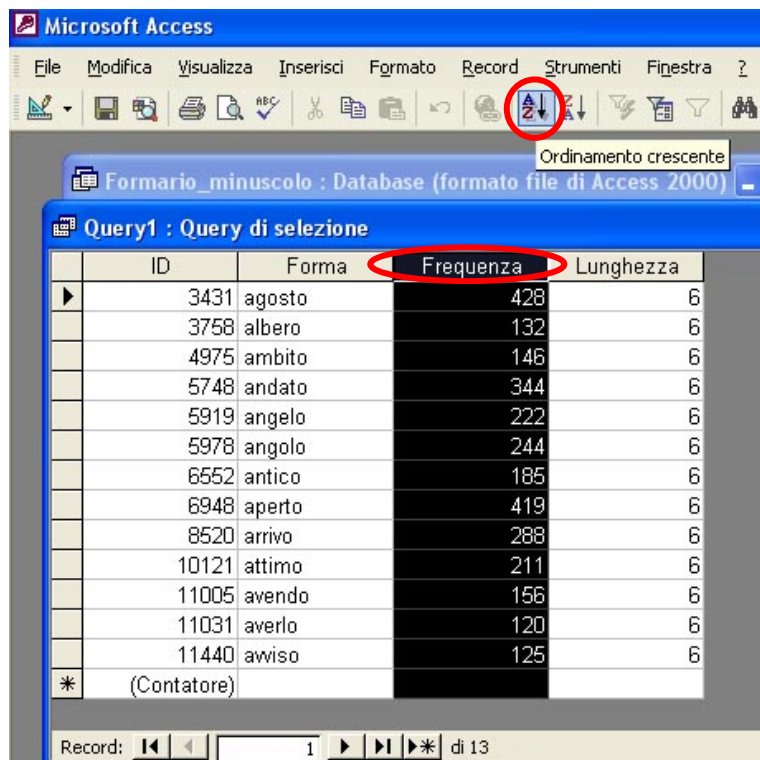 Microsoft Access
File Modifica Visualizza Inserisci Formato Record Strumenti Finestra ?
Ordinamento crescente
Formario_minuscolo : Database (formato file di Access 2000)
Query1 : Query di selezione
ID Forma Frequenza Lunghezza
3431 agosto 428 6
3758 albero 132 6
4975 ambito 146 6
5748 andato 344 6
5919 angelo 222 6
5978 angolo 244 6
6552 antico 185 6
6948 aperto 419 6
8520 arrivo 288 6
10121 attimo 211 6
11005 avendo 156 6
11031 averlo 120 6
11440 avviso 125 6
(Contatore)
Record: 1 di 13